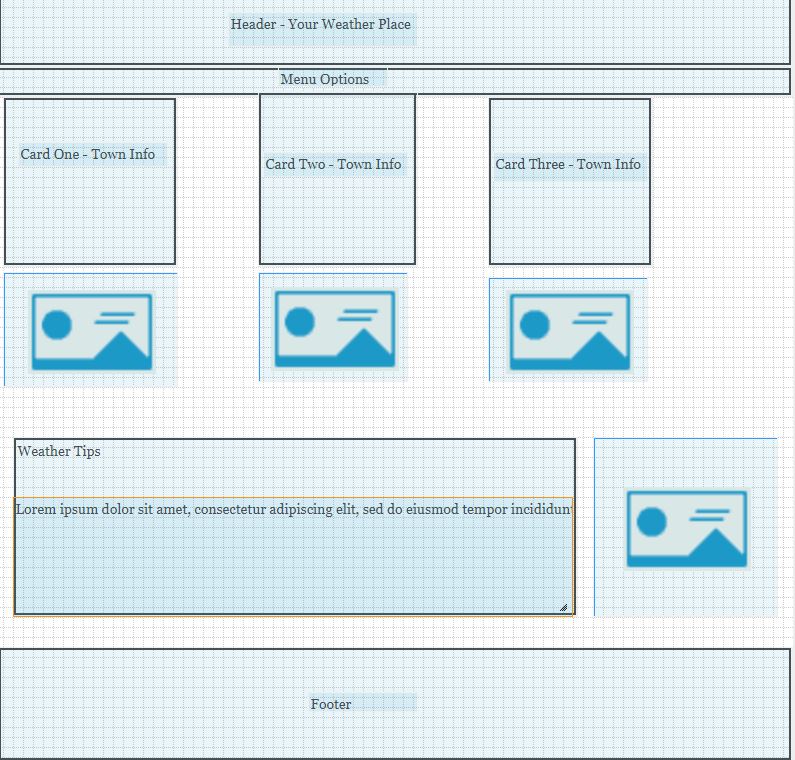 Header - Your Weather Place
Menu Options
Card One - Town Info
Card Two - Town Info
Card Three - Town Info
Weather Tips
Lorem ipsum dolor sit amet, consectetur adipiscing elit, sed do eiusmod tempor incididunt
Footer